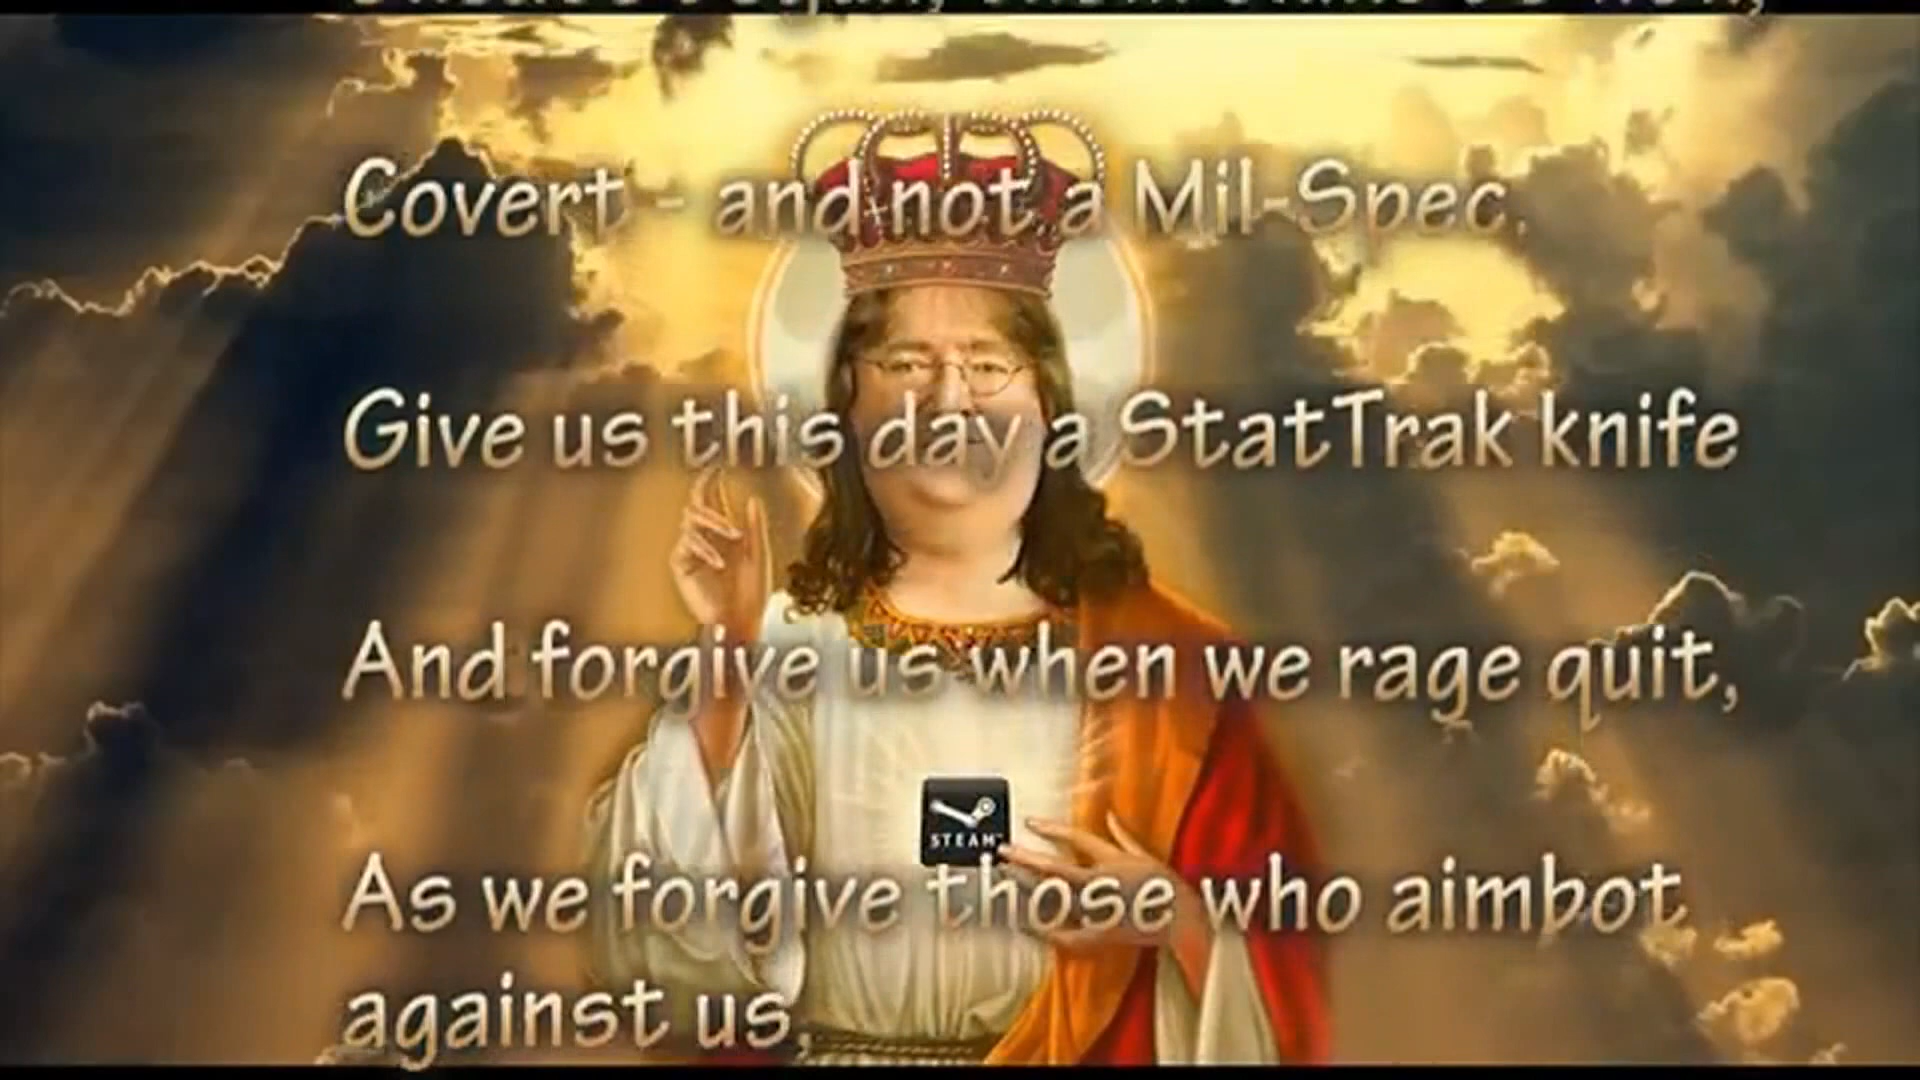 Covert - and not a Mil-Spec.
Give us this day a StatTrak knife
And forgive us when we rage quit,
STEAM
As we forgive those who aimbot
against us,